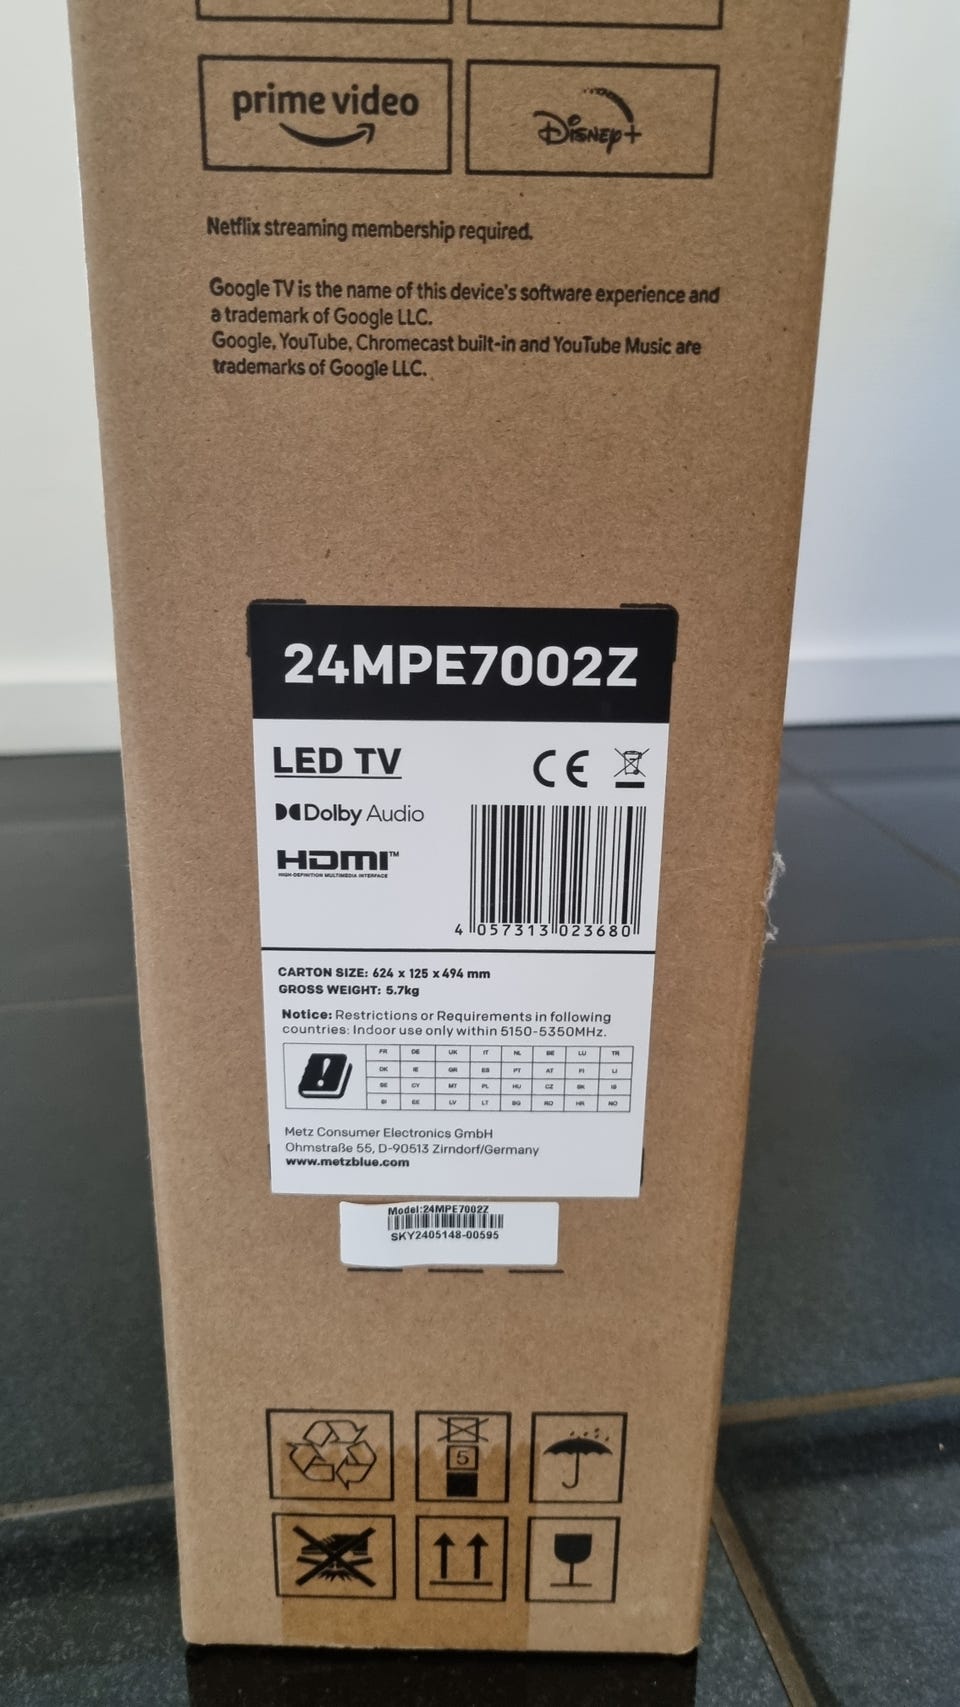 prime video
Disney+
Netflix streaming membership required.
Google TV is the name of this device's software experience and
a trademark of Google LLC.
Google, YouTube, Chromecast built-in and YouTube Music are
trademarks of Google LLC.
24MPE7002Z
LED TV
CE
Dolby Audio
HDMI™
HIGH-DEFINITION MULTIMEDIA INTERFACE
4 057313 023680
CARTON SIZE: 624 x 125 x 494 mm
GROSS WEIGHT: 5.7kg
Notice: Restrictions or Requirements in following
countries: Indoor use only within 5150-5350MHz.
FR DE UK IT NL BE LU TR
DK IE GR ES PT AT FI LI
SE CY MT PL HU CZ SK IS
SI EE LV LT BG RO HR NO
Metz Consumer Electronics GmbH
Ohmstraße 55, D-90513 Zirndorf/Germany
www.metzblue.com
Model:24MPE7002Z
SKY2405148-00595
5